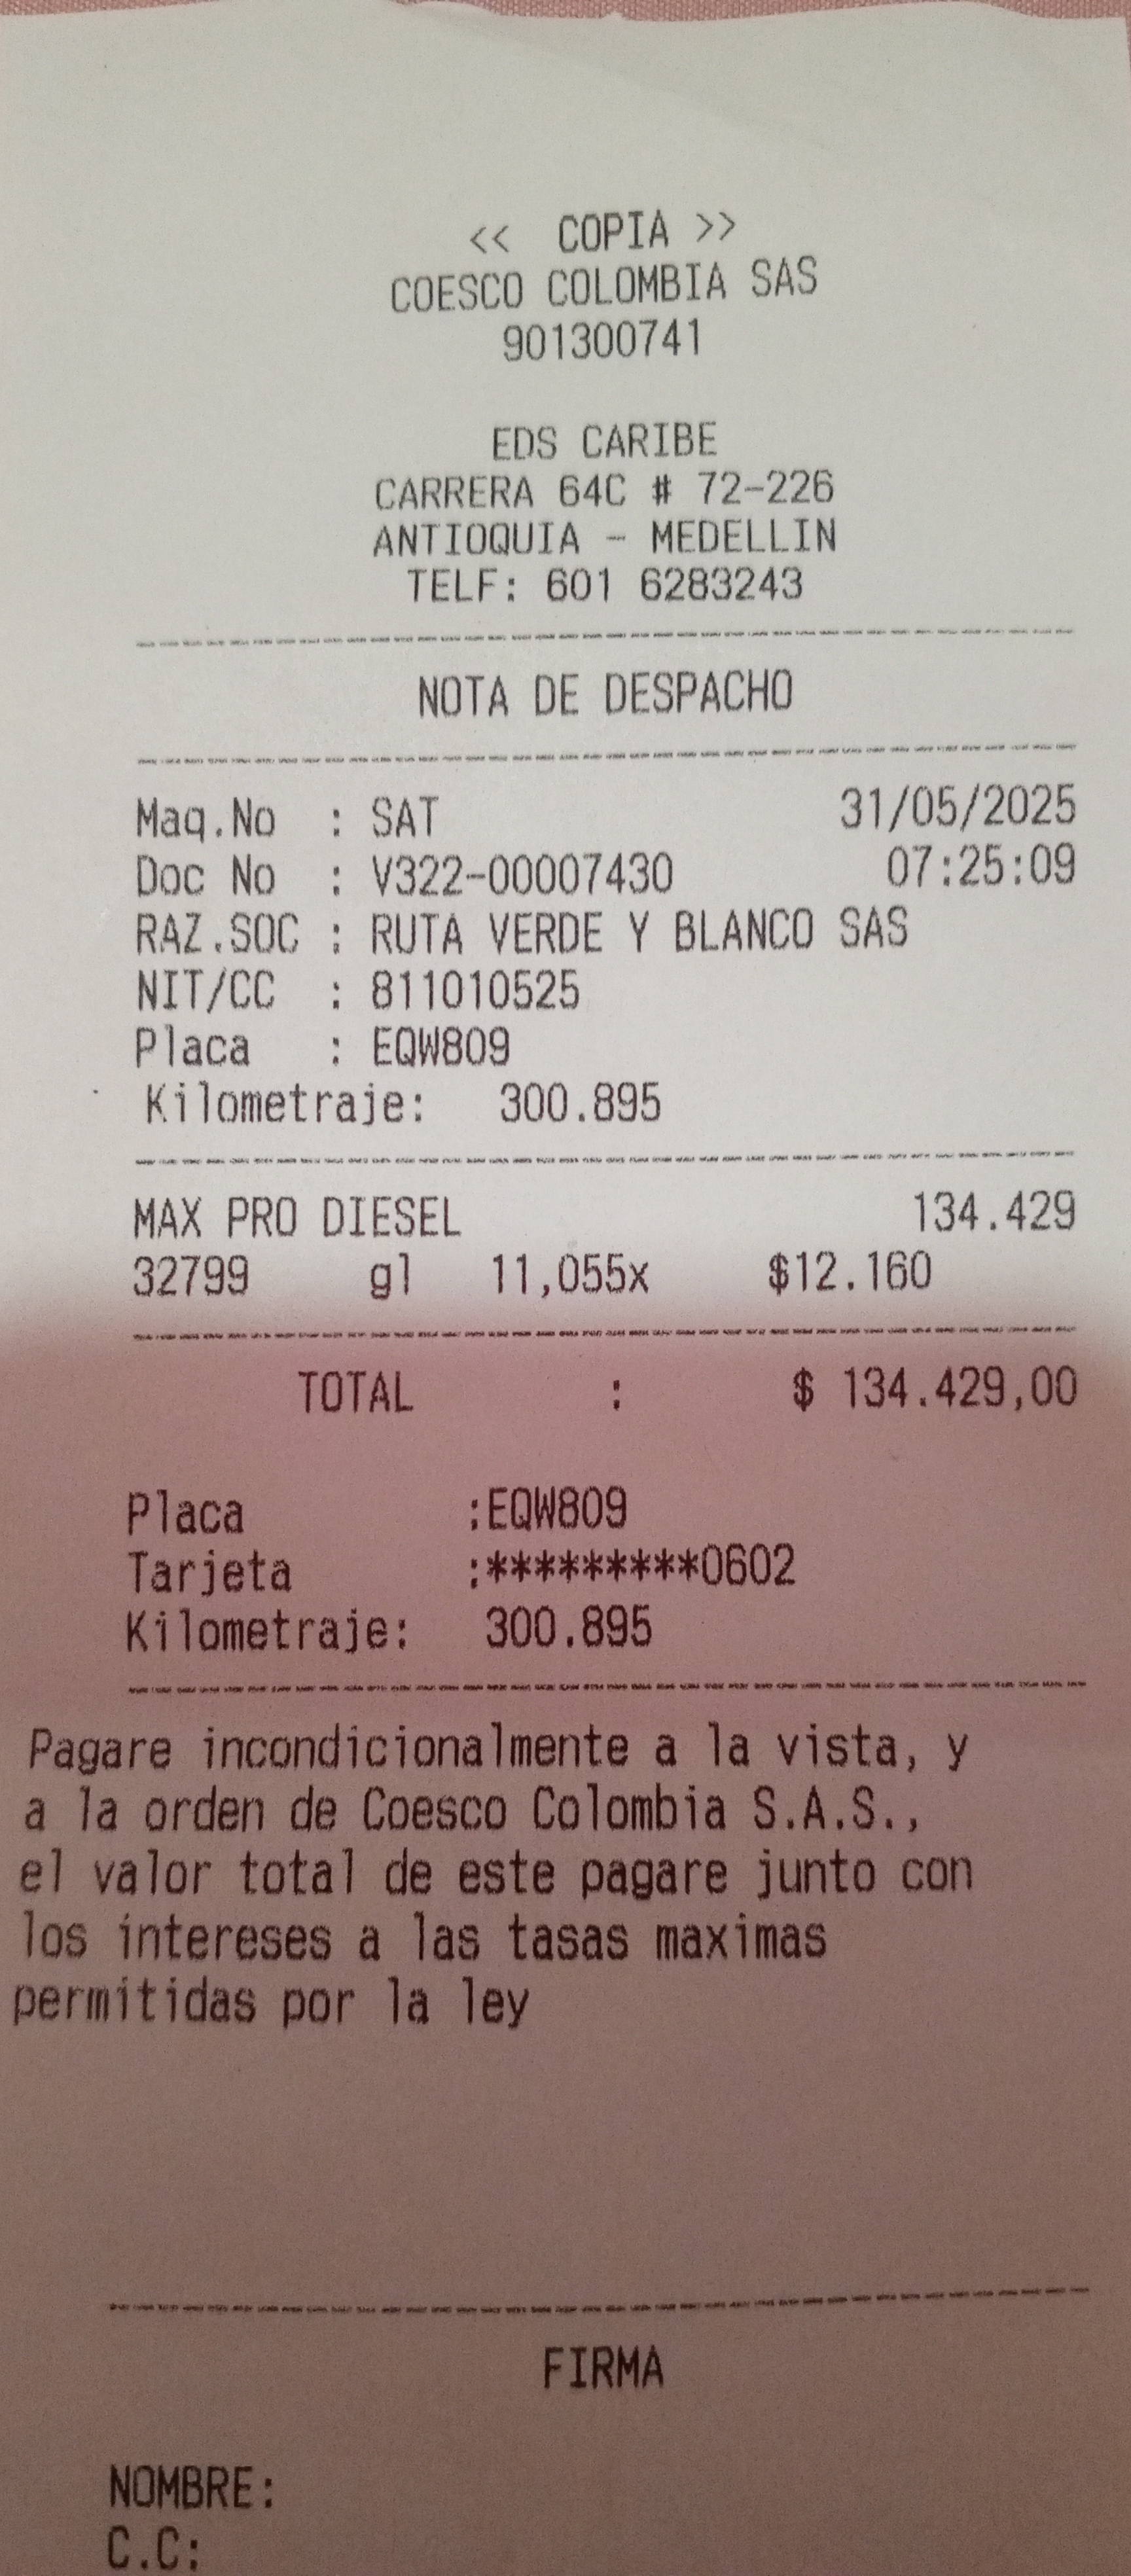 << COPIA >>
COESCO COLOMBIA SAS
901300741
EDS CARIBE
CARRERA 64C # 72-226
ANTIOQUIA - MEDELLIN
TELF: 601 6283243
NOTA DE DESPACHO
Maq.No : SAT 31/05/2025
Doc No : V322-00007430 07:25:09
RAZ.SOC : RUTA VERDE Y BLANCO SAS
NIT/CC : 811010525
Placa : EQW809
Kilometraje: 300.895
MAX PRO DIESEL 134.429
32799 gl 11,055x $12.160
TOTAL : $ 134.429,00
Placa :EQW809
Tarjeta :*********0602
Kilometraje: 300.895
Pagare incondicionalmente a la vista, y
a la orden de Coesco Colombia S.A.S.,
el valor total de este pagare junto con
los intereses a las tasas maximas
permitidas por la ley
FIRMA
NOMBRE:
C.C: